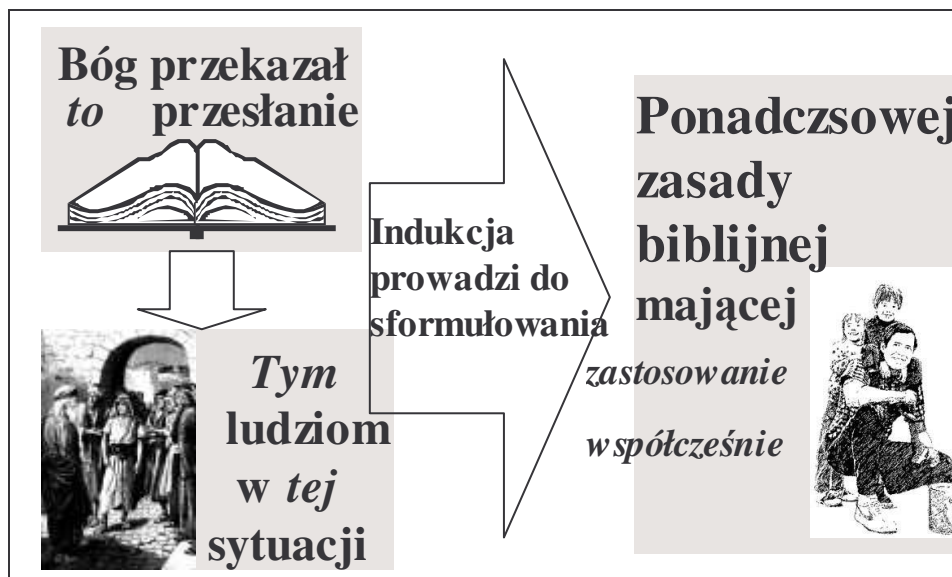 Bóg przekazał
to przesłanie
Tym
ludziom
w tej
sytuacji
Indukcja
prowadzi do
sformułowania
Ponadczsowej
zasady
biblijnej
mającej
zastosowanie
współcześnie